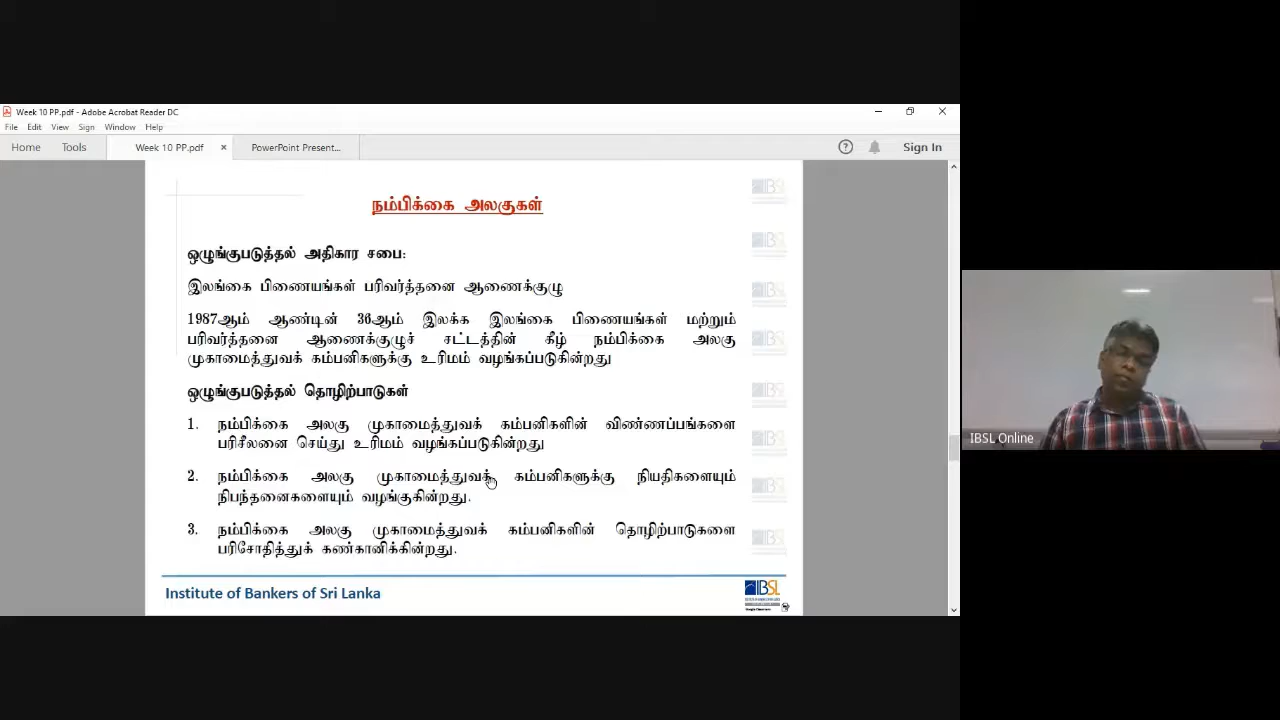 Week 10 PP.pdf - Adobe Acrobat Reader DC
File Edit View Sign Window Help
Home Tools Week 10 PP.pdf × PowerPoint Present... Sign In
நம்பிக்கை அலகுகள்
ஒழுங்குபடுத்தல் அதிகார சபை:
இலங்கை பிணையங்கள் பரிவர்த்தனை ஆணைக்குழு
1987ஆம் ஆண்டின் 36ஆம் இலக்க இலங்கை பிணையங்கள் மற்றும்
பரிவர்த்தனை ஆணைக்குழுச் சட்டத்தின் கீழ் நம்பிக்கை அலகு
முகாமைத்துவக் கம்பனிகளுக்கு உரிமம் வழங்கப்படுகின்றது
ஒழுங்குபடுத்தல் தொழிற்பாடுகள்
1. நம்பிக்கை அலகு முகாமைத்துவக் கம்பனிகளின் விண்ணப்பங்களை
பரிசீலனை செய்து உரிமம் வழங்கப்படுகின்றது
2. நம்பிக்கை அலகு முகாமைத்துவக் கம்பனிகளுக்கு நியதிகளையும்
நிபந்தனைகளையும் வழங்குகின்றது.
3. நம்பிக்கை அலகு முகாமைத்துவக் கம்பனிகளின் தொழிற்பாடுகளை
பரிசோதித்துக் கண்காணிக்கின்றது.
Institute of Bankers of Sri Lanka
IBSL
IBSL Online